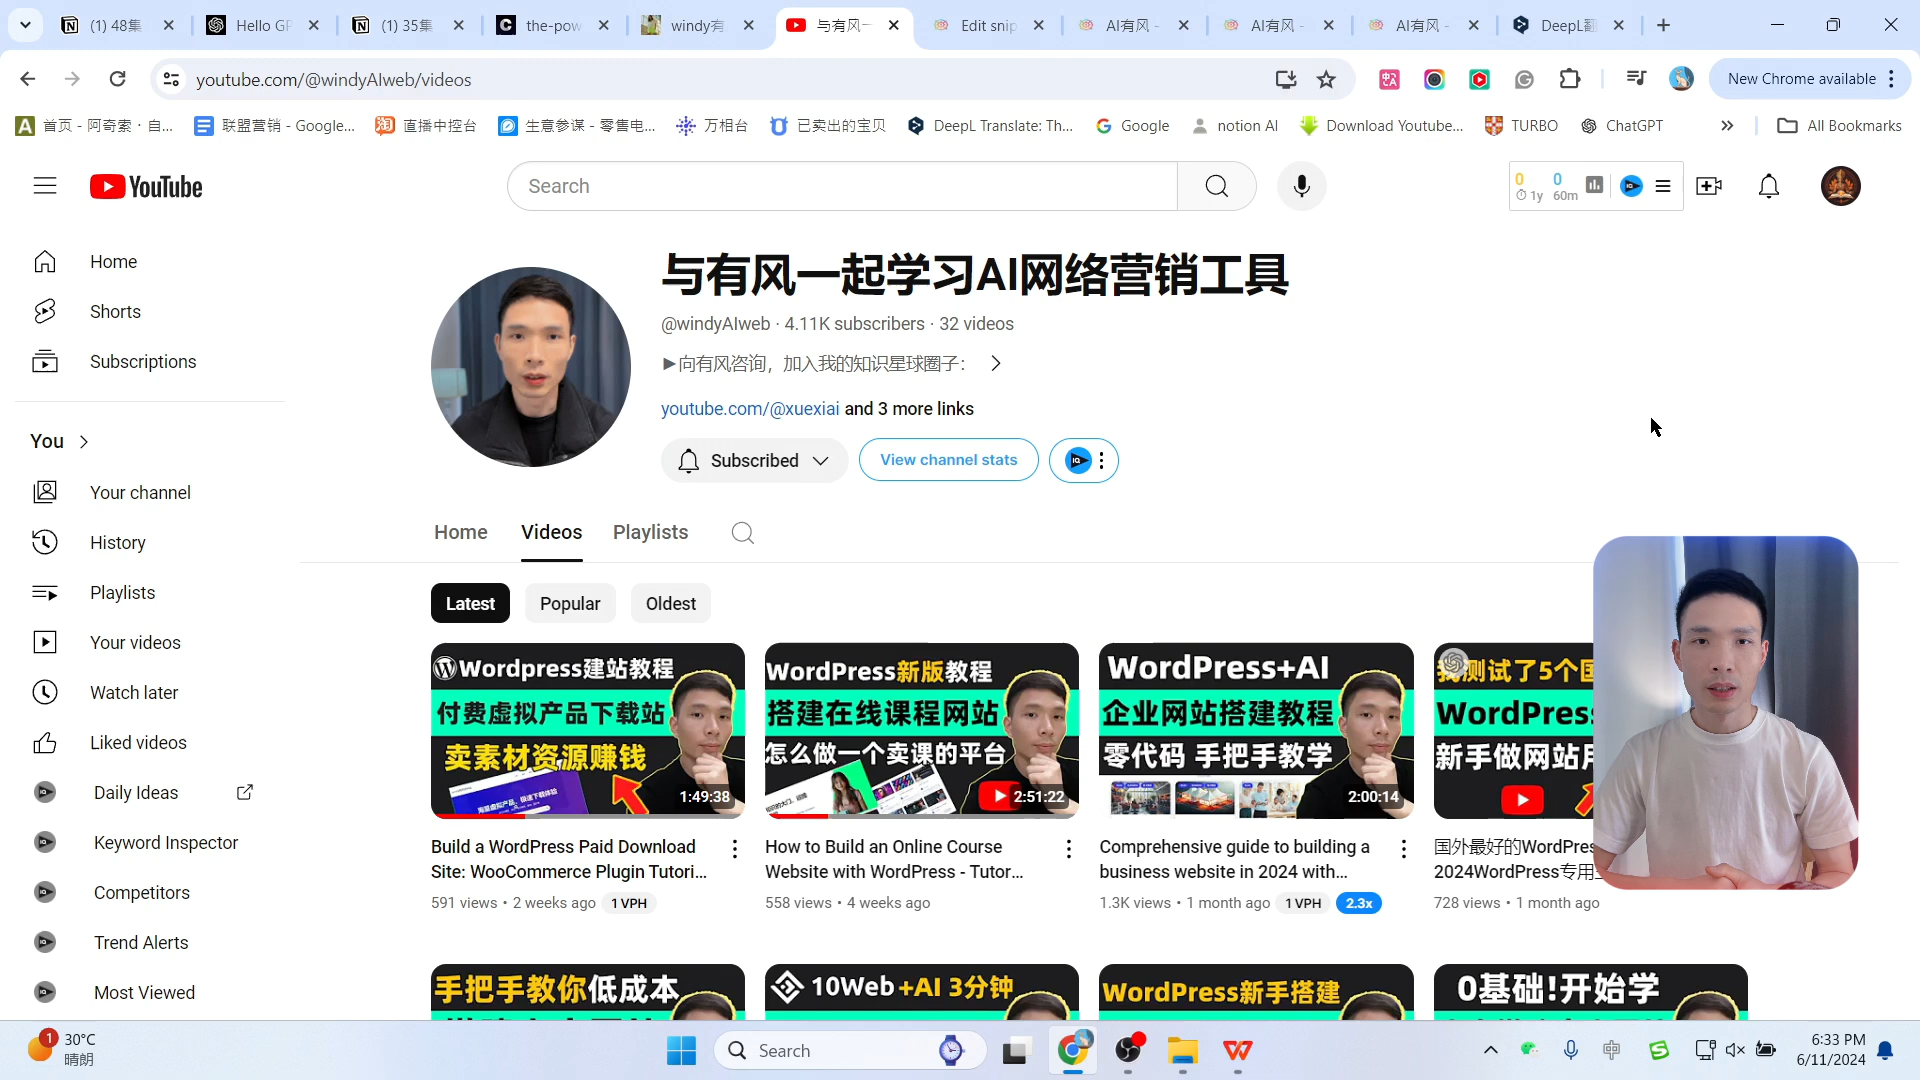 (1) 48集
Hello GP
(1) 35集
the-pow
windy有
与有风一
Edit snip
AI有风 -
AI有风 -
AI有风 -
DeepL翻
youtube.com/@windyAIweb/videos
New Chrome available
首页 - 阿奇索 · 自...
联盟营销 - Google...
直播中控台
生意参谋 - 零售电...
万相台
已卖出的宝贝
DeepL Translate: Th...
Google
notion AI
Download Youtube...
TURBO
ChatGPT
All Bookmarks
YouTube
Search
0
1y
0
60m
Home
Shorts
Subscriptions
You
Your channel
History
Playlists
Your videos
Watch later
Liked videos
Daily Ideas
Keyword Inspector
Competitors
Trend Alerts
Most Viewed
与有风一起学习AI网络营销工具
@windyAIweb · 4.11K subscribers · 32 videos
▶向有风咨询，加入我的知识星球圈子：
youtube.com/@xuexiai and 3 more links
Subscribed
View channel stats
Home
Videos
Playlists
Latest
Popular
Oldest
Wordpress建站教程
付费虚拟产品下载站
卖素材资源赚钱
1:49:38
Build a WordPress Paid Download
Site: WooCommerce Plugin Tutori...
591 views • 2 weeks ago
1 VPH
WordPress新版教程
搭建在线课程网站
怎么做一个卖课的平台
2:51:22
How to Build an Online Course
Website with WordPress - Tutor...
558 views • 4 weeks ago
WordPress+AI
企业网站搭建教程
零代码 手把手教学
2:00:14
Comprehensive guide to building a
business website in 2024 with...
1.3K views • 1 month ago
1 VPH
2.3x
我测试了5个国
WordPress
新手做网站用
国外最好的WordPres
2024WordPress专用
728 views • 1 month ago
手把手教你低成本
10Web+AI 3分钟
WordPress新手搭建
0基础!开始学
1
30°C
晴朗
Search
中
6:33 PM
6/11/2024